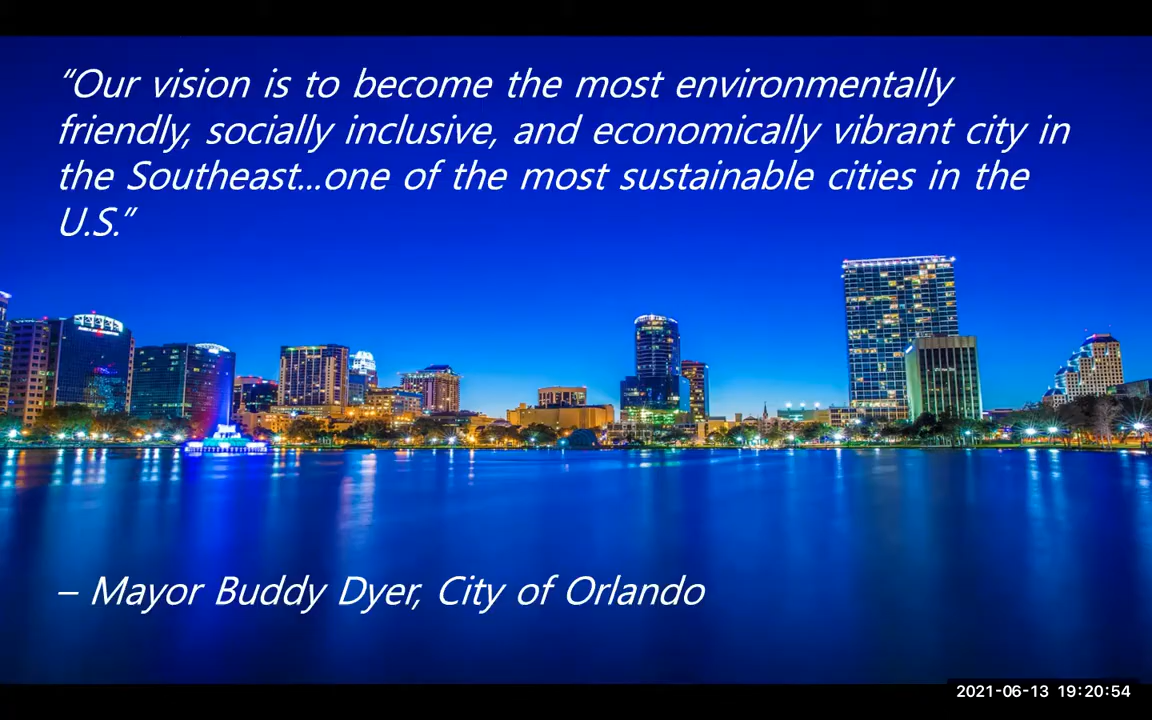 “Our vision is to become the most environmentally
friendly, socially inclusive, and economically vibrant city in
the Southeast...one of the most sustainable cities in the
U.S.”
– Mayor Buddy Dyer, City of Orlando
2021-06-13 19:20:54